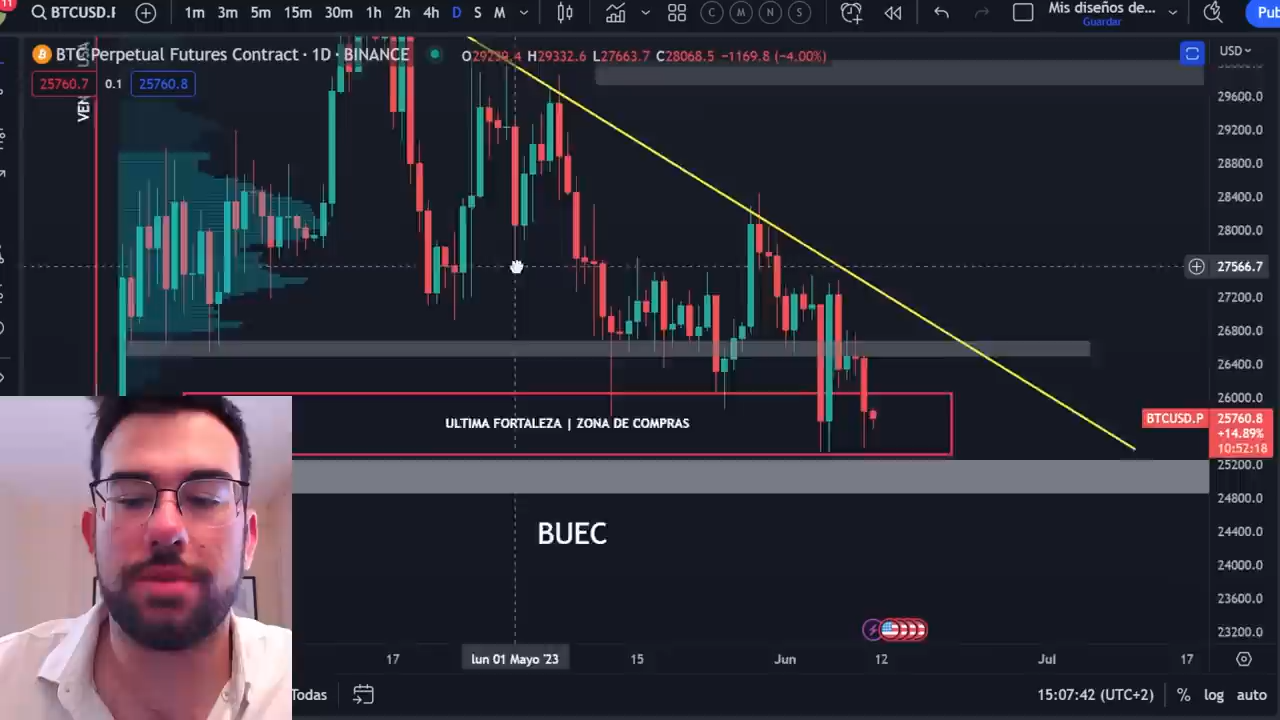 11
BTCUSD.F
1m 3m 5m 15m 30m 1h 2h 4h D S M
C M N S
Mis diseños de...
Guardar
Pub
BTC Perpetual Futures Contract · 1D · BINANCE
O29239.4 H29332.6 L27663.7 C28068.5 −1169.8 (−4.00%)
USD
25760.7 0.1 25760.8
29600.0
29200.0
28800.0
28400.0
28000.0
27566.7
27200.0
26800.0
26400.0
26000.0
BTCUSD.P 25760.8
+14.89%
10:52:18
ULTIMA FORTALEZA | ZONA DE COMPRAS
25200.0
24800.0
24400.0
BUEC
24000.0
23600.0
23200.0
17 lun 01 Mayo '23 15 Jun 12 Jul 17
Todas
15:07:42 (UTC+2) % log auto